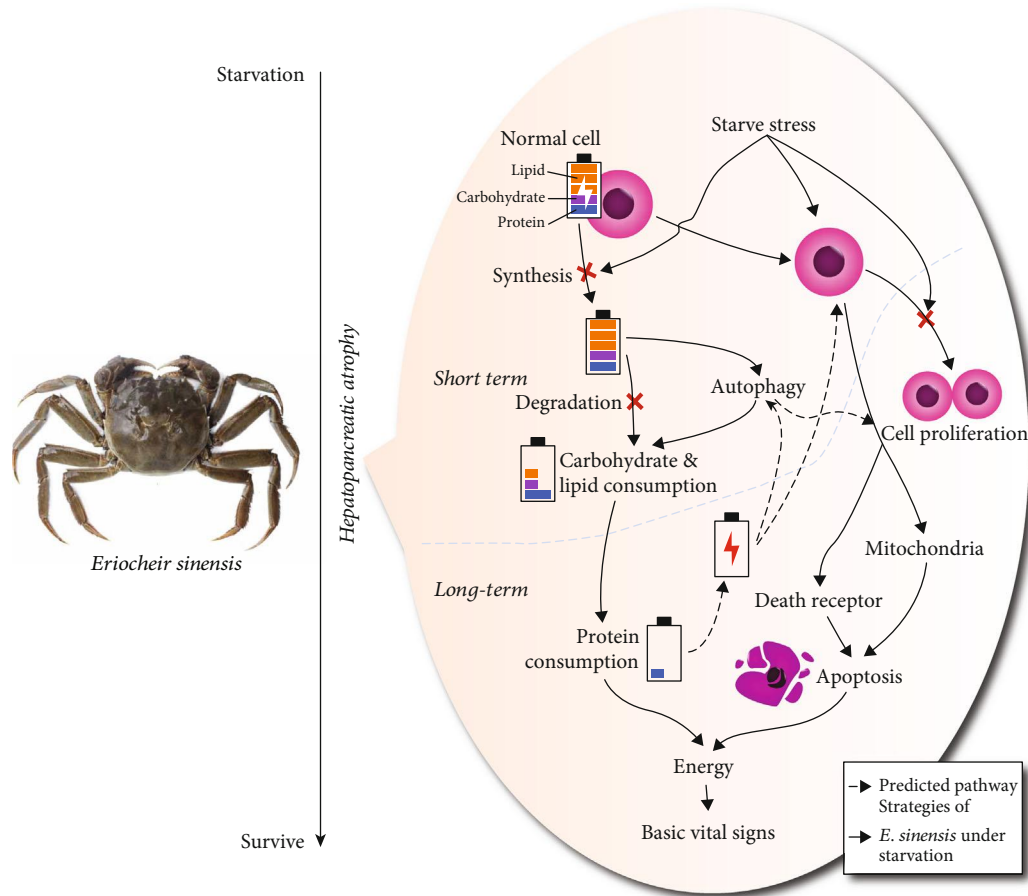 Starvation
Hepatopancreatic atrophy
Survive
Eriocheir sinensis
Normal cell
Lipid
Carbohydrate
Protein
Starve stress
Synthesis
Short term
Degradation
Autophagy
Cell proliferation
Carbohydrate &
lipid consumption
Mitochondria
Long-term
Death receptor
Protein
consumption
Apoptosis
Energy
Basic vital signs
Predicted pathway
Strategies of
E. sinensis under
starvation